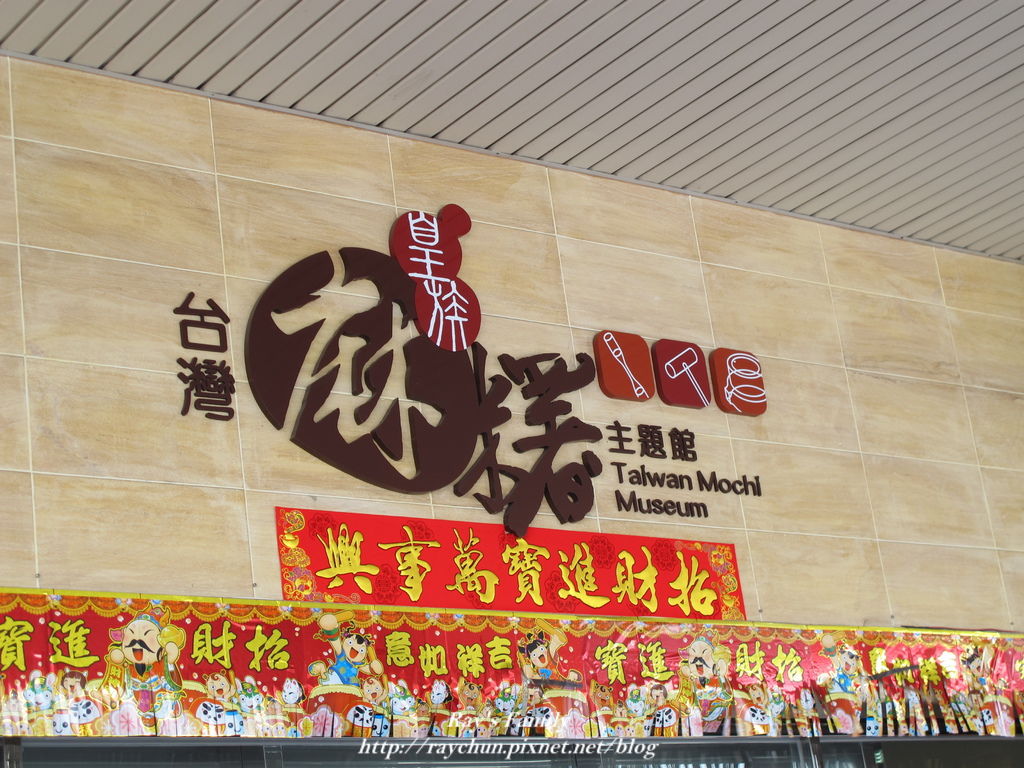 台灣
皇族
麻糬
主題館
Taiwan Mochi
Museum
招財進寶萬事興
招財進寶 吉祥如意 招財進寶
Ray's Family
http://raychun.pixnet.net/blog